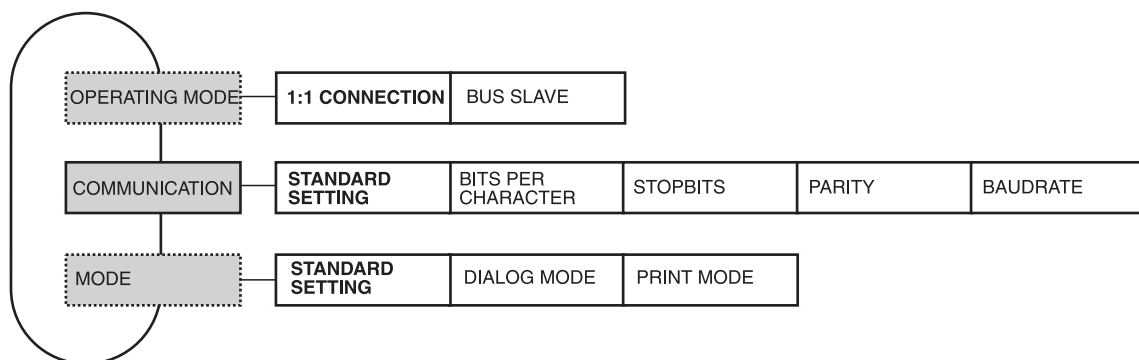 OPERATING MODE
1:1 CONNECTION
BUS SLAVE
COMMUNICATION
STANDARD
SETTING
BITS PER
CHARACTER
STOPBITS
PARITY
BAUDRATE
MODE
STANDARD
SETTING
DIALOG MODE
PRINT MODE